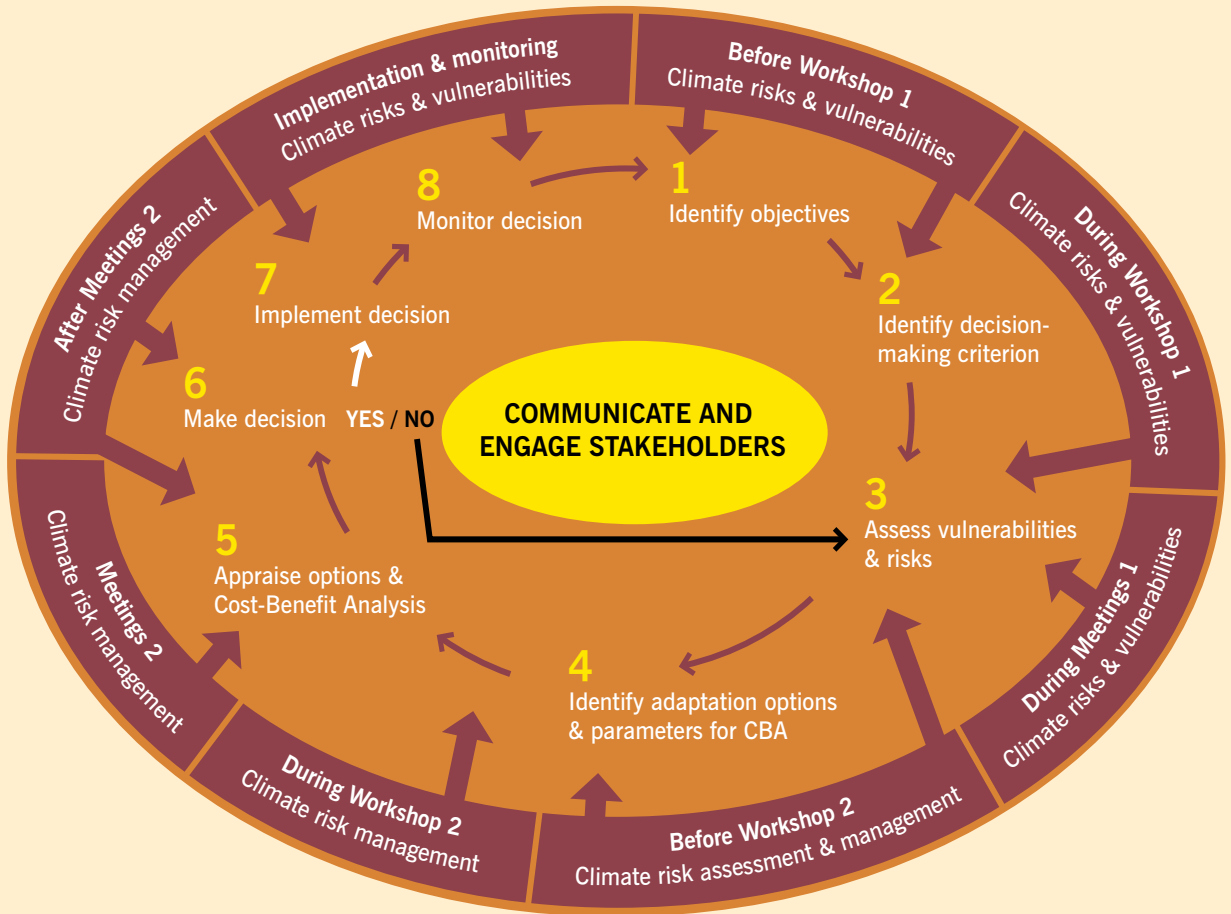 Implementation & monitoring
Climate risks & vulnerabilities
Before Workshop 1
Climate risks & vulnerabilities
During Workshop 1
Climate risks & vulnerabilities
During Meetings 1
Climate risks & vulnerabilities
Before Workshop 2
Climate risk assessment & management
During Workshop 2
Climate risk management
Meetings 2
Climate risk management
After Meetings 2
Climate risk management
1
Identify objectives
2
Identify decision-
making criterion
3
Assess vulnerabilities
& risks
4
Identify adaptation options
& parameters for CBA
5
Appraise options &
Cost-Benefit Analysis
6
Make decision YES / NO
7
Implement decision
8
Monitor decision
COMMUNICATE AND
ENGAGE STAKEHOLDERS